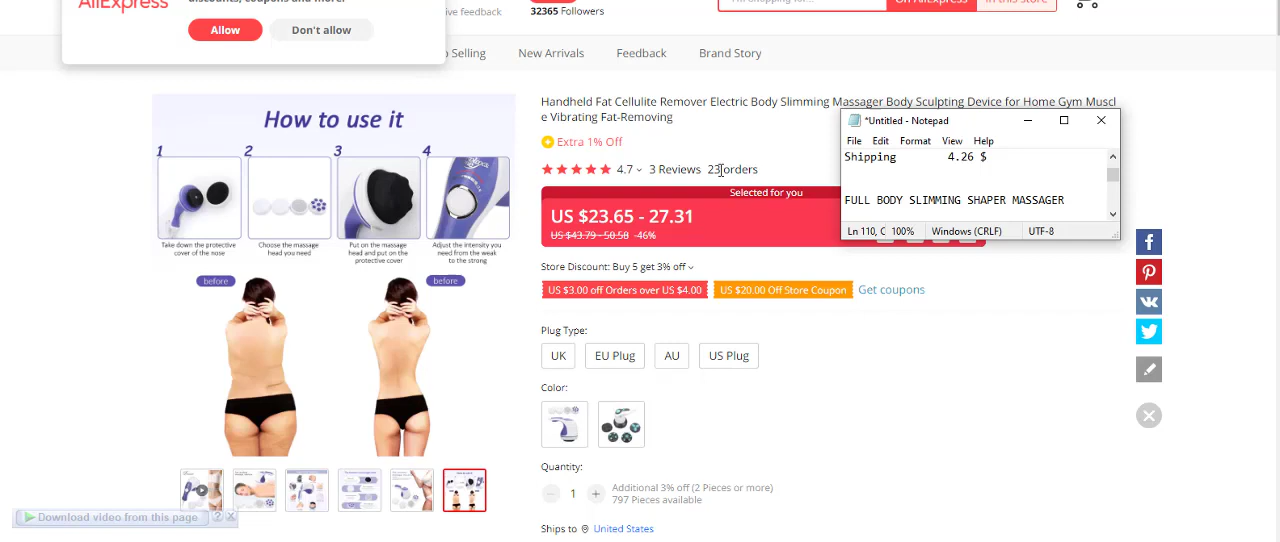 AliExpress
discounts, coupons and more.
Allow
Don't allow
ive feedback
32365 Followers
On AliExpress
In this store
p Selling
New Arrivals
Feedback
Brand Story
How to use it
1
2
3
4
Take down the protective
cover of the nose
Choose the massage
head you need
Put on the massage
head and put on the
protective cover
Adjust the intensity you
need from the weak
to the strong
before
before
Download video from this page
?
X
Handheld Fat Cellulite Remover Electric Body Slimming Massager Body Sculpting Device for Home Gym Muscl
e Vibrating Fat-Removing
Extra 1% Off
4.7
3 Reviews
23 orders
Selected for you
US $23.65 - 27.31
US $43.79 - 50.58 -46%
Store Discount: Buy 5 get 3% off
US $3.00 off Orders over US $4.00
US $20.00 Off Store Coupon
Get coupons
Plug Type:
UK
EU Plug
AU
US Plug
Color:
Quantity:
1
Additional 3% off (2 Pieces or more)
797 Pieces available
Ships to
United States
*Untitled - Notepad
File Edit Format View Help
Shipping 4.26 $
FULL BODY SLIMMING SHAPER MASSAGER
Ln 110, C 100% Windows (CRLF) UTF-8